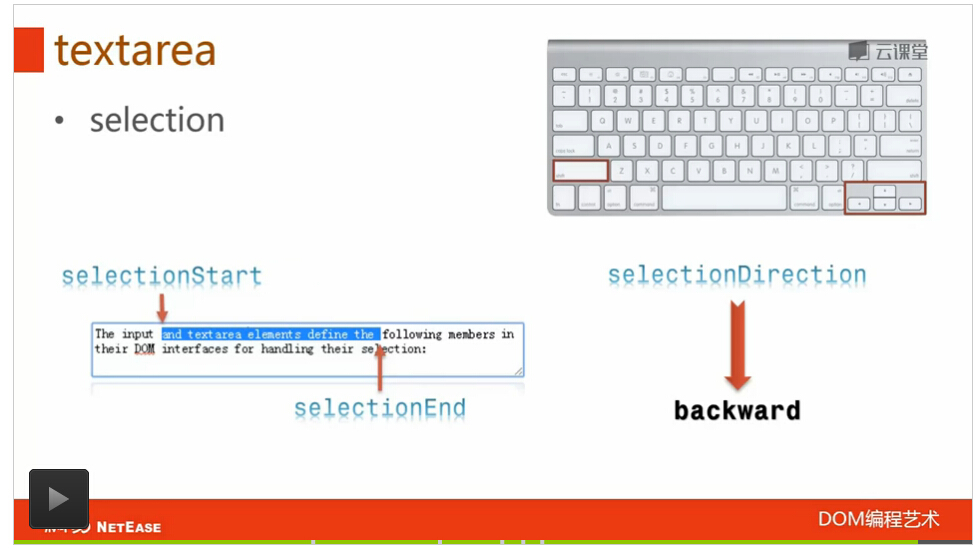 textarea
云课堂
• selection
selectionStart
The input and textarea elements define the following members in
their DOM interfaces for handling their selection:
selectionEnd
selectionDirection
backward
Q W E R T Y U I O P
A S D F G H J K L
Z X C V B N M
NETEASE
DOM编程艺术